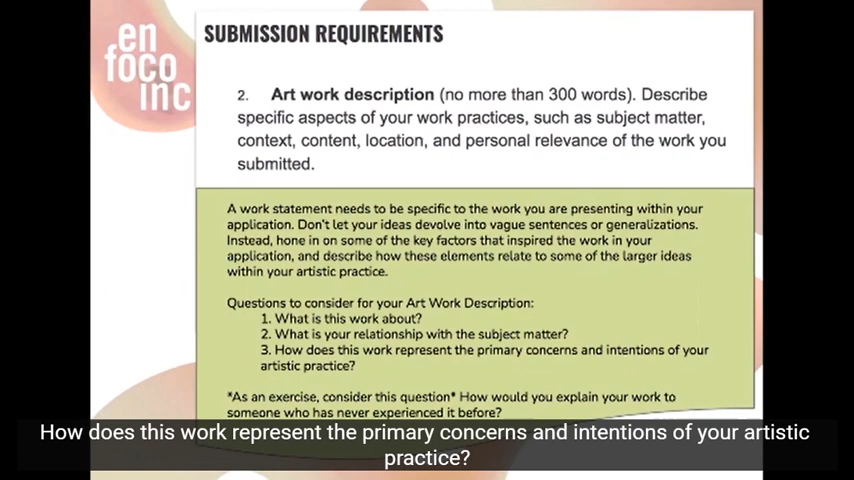 en
foco
inc
SUBMISSION REQUIREMENTS
2. Art work description (no more than 300 words). Describe
specific aspects of your work practices, such as subject matter,
context, content, location, and personal relevance of the work you
submitted.
A work statement needs to be specific to the work you are presenting within your
application. Don't let your ideas devolve into vague sentences or generalizations.
Instead, hone in on some of the key factors that inspired the work in your
application, and describe how these elements relate to some of the larger ideas
within your artistic practice.
Questions to consider for your Art Work Description:
1. What is this work about?
2. What is your relationship with the subject matter?
3. How does this work represent the primary concerns and intentions of your
artistic practice?
*As an exercise, consider this question* How would you explain your work to
someone who has never experienced it before?
How does this work represent the primary concerns and intentions of your artistic
practice?